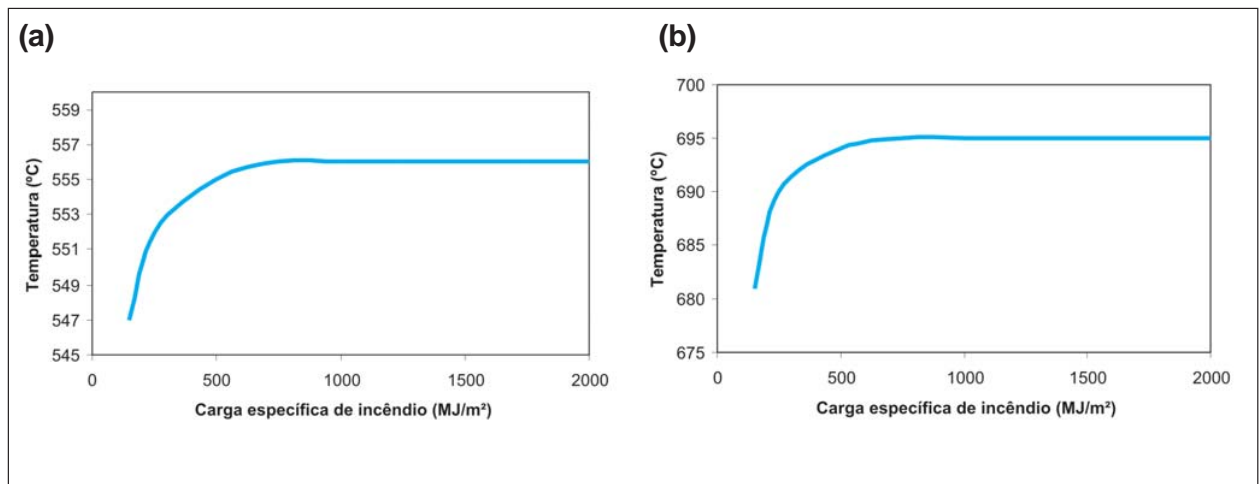 (a)
559
557
555
553
551
549
547
545
0 500 1000 1500 2000
Temperatura (ºC)
Carga específica de incêndio (MJ/m²)
(b)
700
695
690
685
680
675
0 500 1000 1500 2000
Temperatura (ºC)
Carga específica de incêndio (MJ/m²)